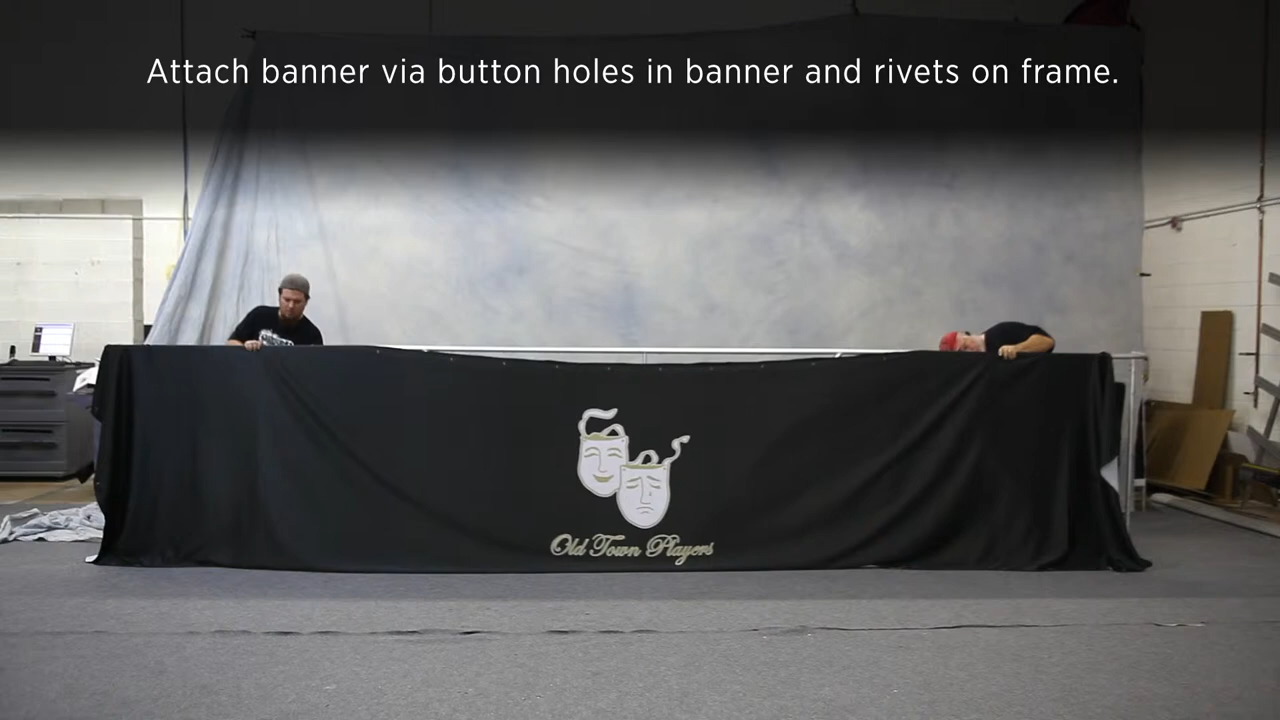 Attach banner via button holes in banner and rivets on frame.
Old Town Players